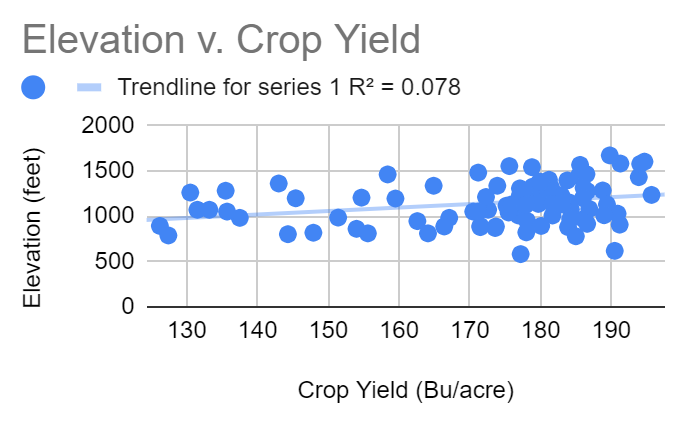 Elevation v. Crop Yield
Trendline for series 1 R² = 0.078
Elevation (feet)
2000
1500
1000
500
0
130 140 150 160 170 180 190
Crop Yield (Bu/acre)